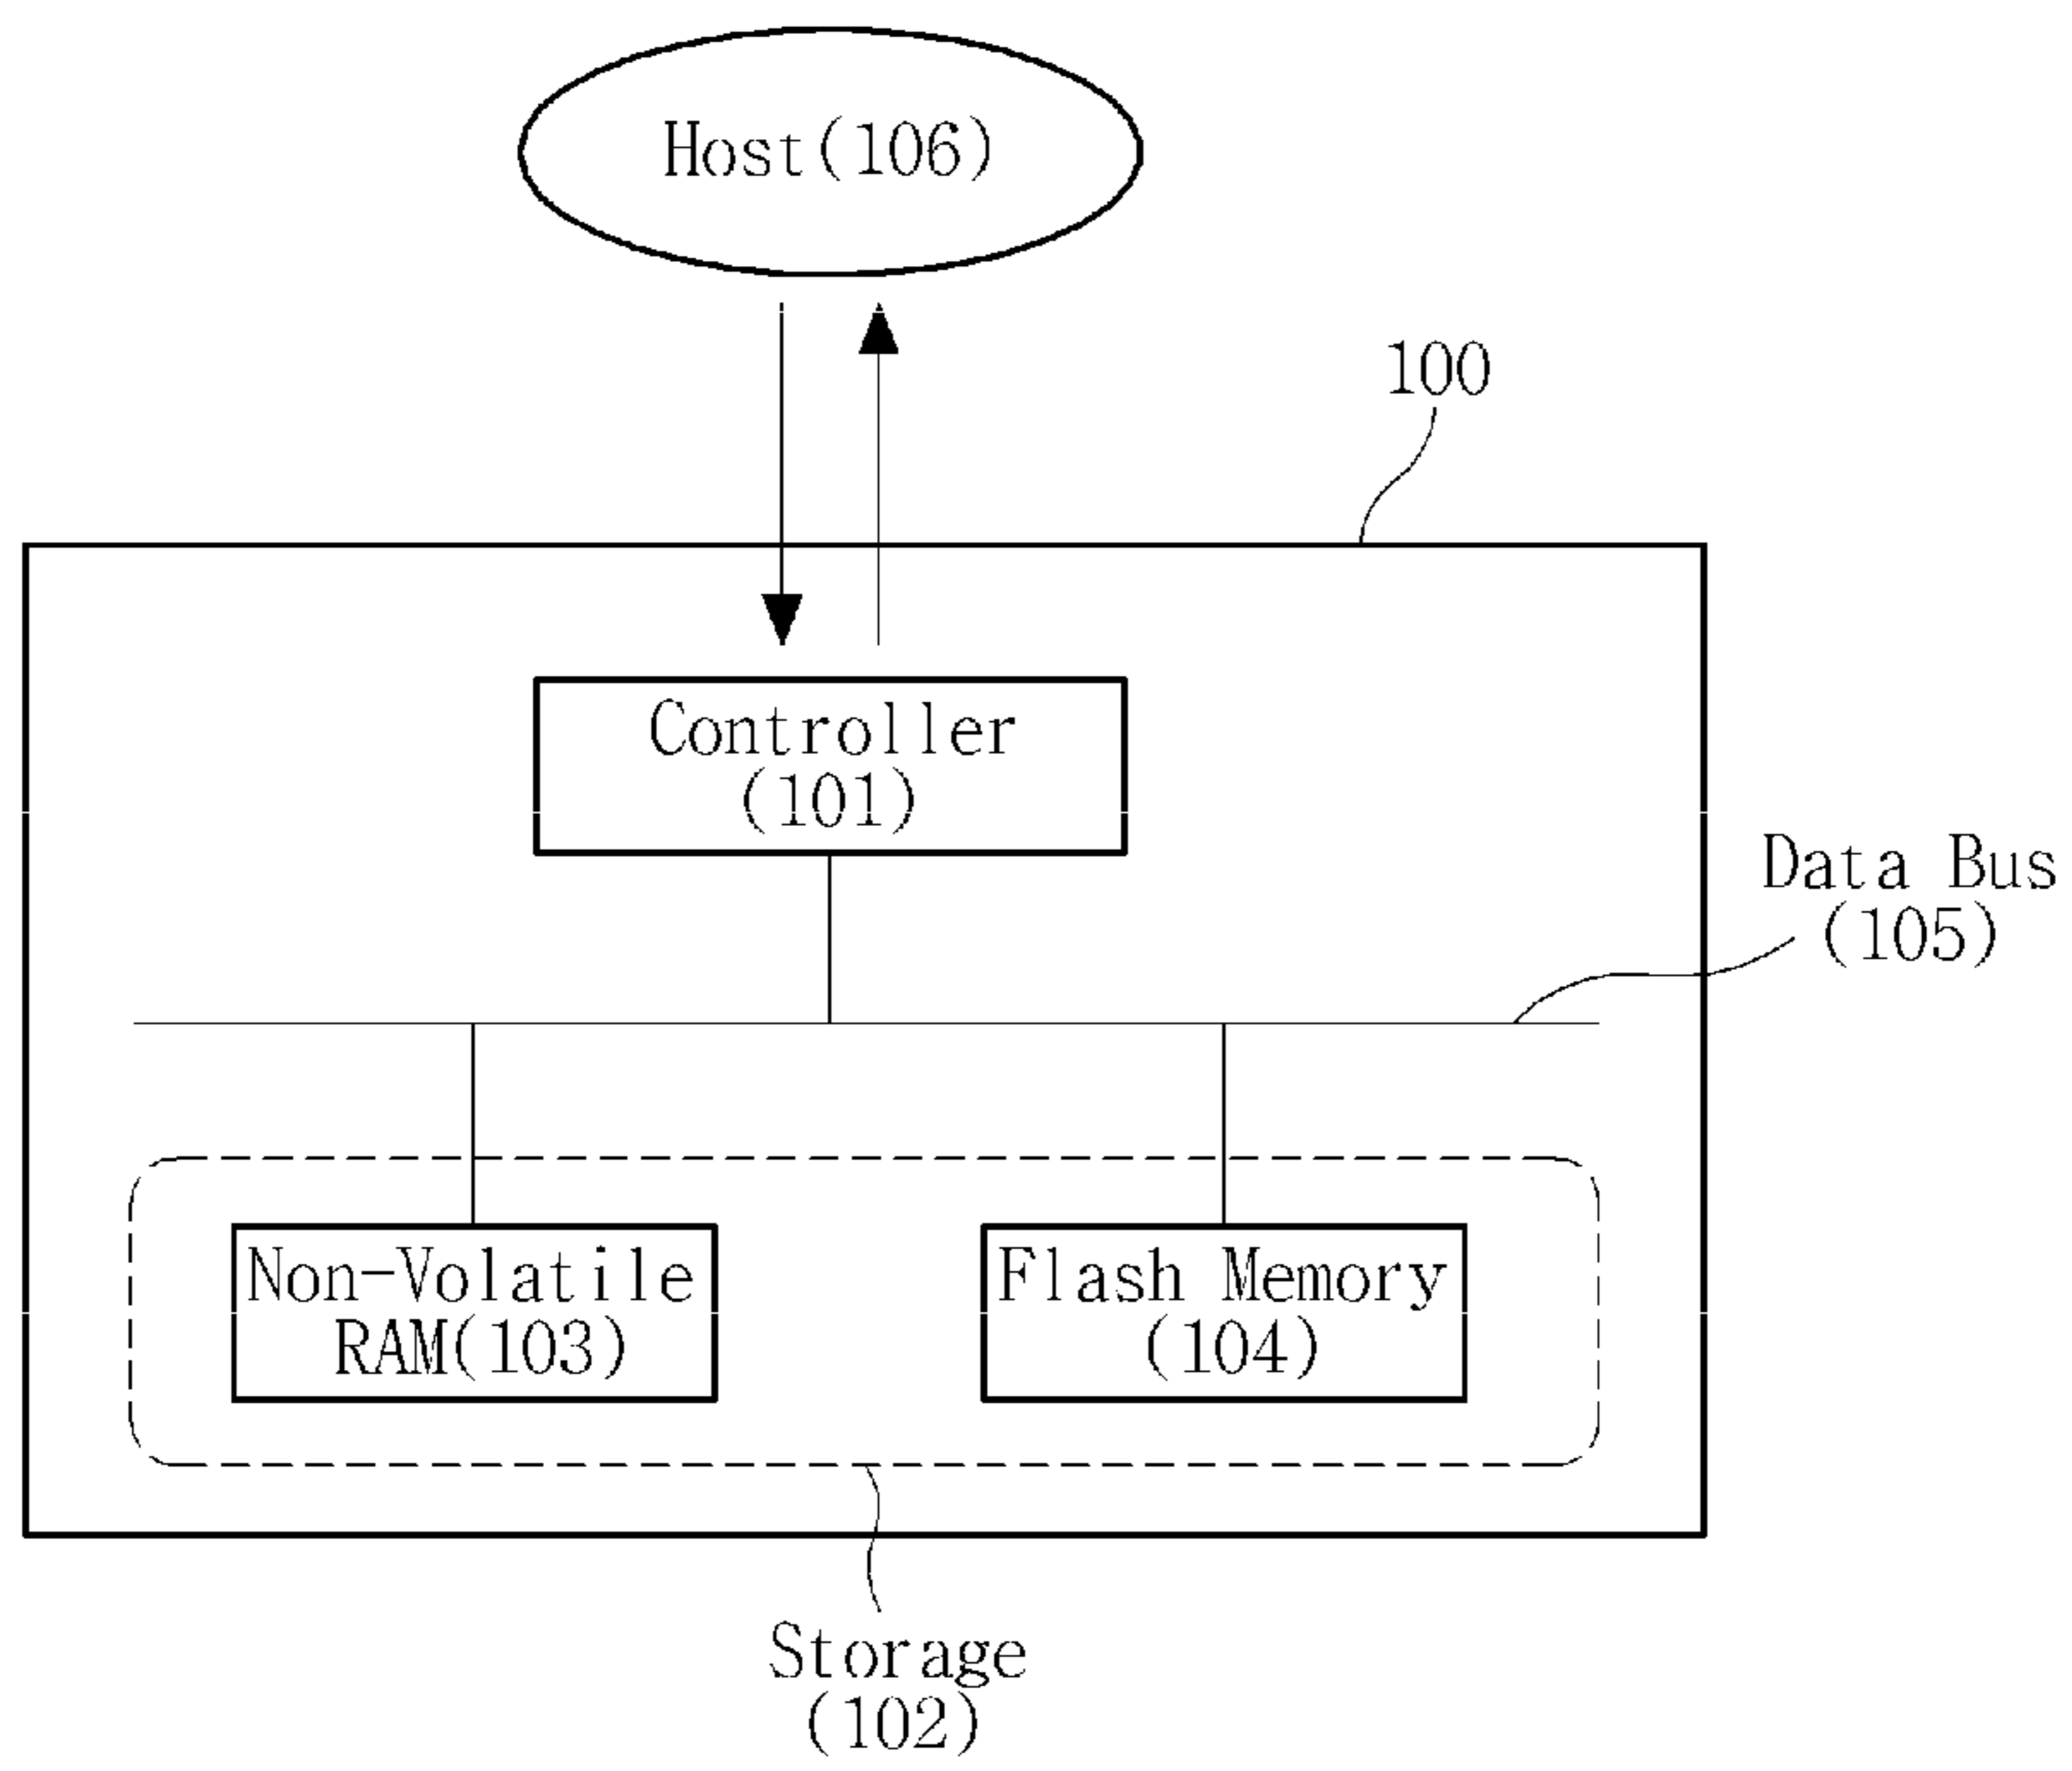 Host(106)
100
Controller
(101)
Data Bus
(105)
Non-Volatile
RAM(103)
Flash Memory
(104)
Storage
(102)